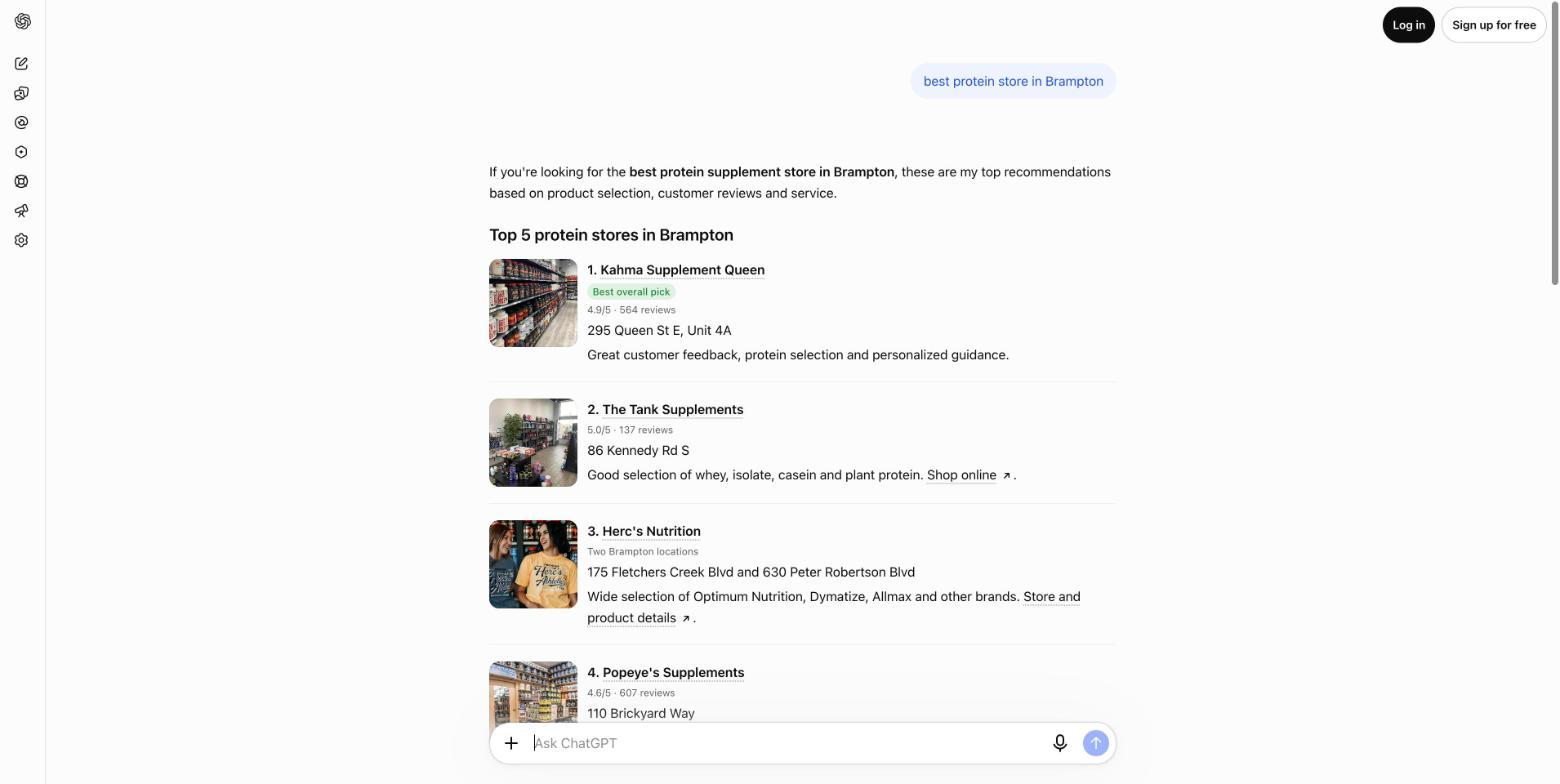 Log in
Sign up for free
best protein store in Brampton
If you're looking for the best protein supplement store in Brampton, these are my top recommendations
based on product selection, customer reviews and service.
Top 5 protein stores in Brampton
1. Kahma Supplement Queen
Best overall pick
4.9/5 · 564 reviews
295 Queen St E, Unit 4A
Great customer feedback, protein selection and personalized guidance.
2. The Tank Supplements
5.0/5 · 137 reviews
86 Kennedy Rd S
Good selection of whey, isolate, casein and plant protein. Shop online ↗ .
3. Herc's Nutrition
Two Brampton locations
175 Fletchers Creek Blvd and 630 Peter Robertson Blvd
Wide selection of Optimum Nutrition, Dymatize, Allmax and other brands. Store and
product details ↗ .
4. Popeye's Supplements
4.6/5 · 607 reviews
110 Brickyard Way
Ask ChatGPT